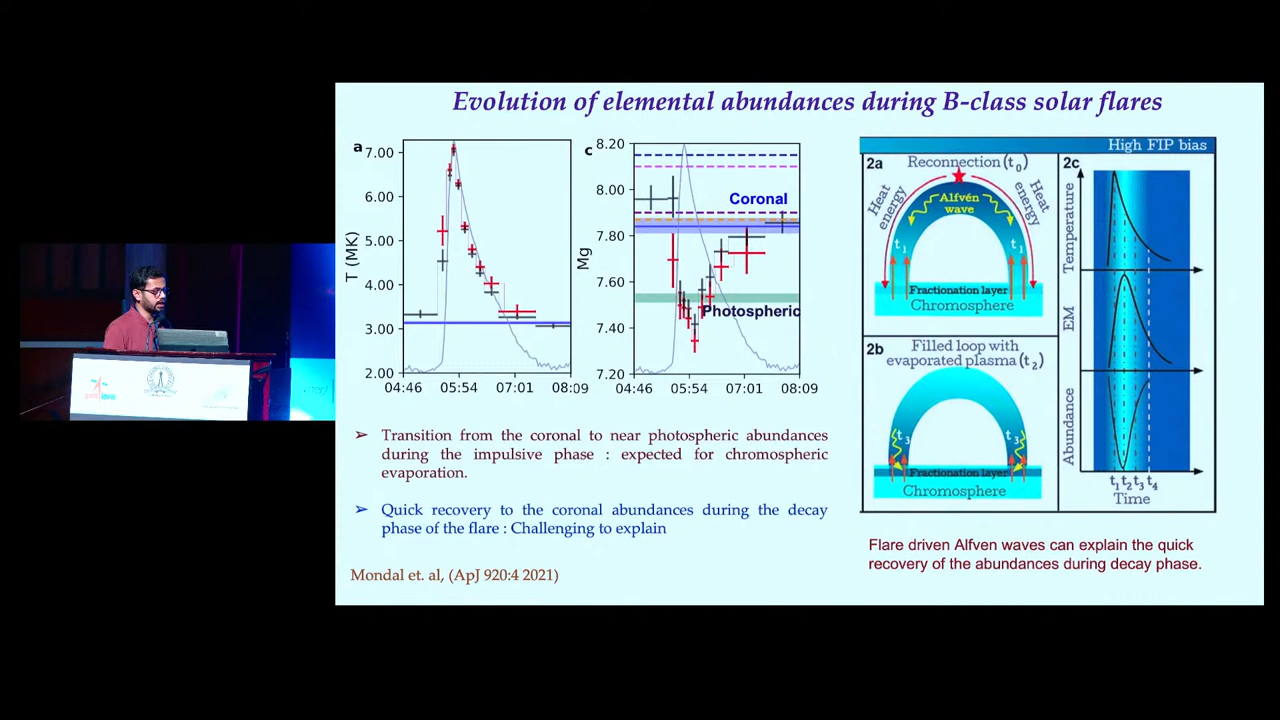 Evolution of elemental abundances during B-class solar flares
a
7.00
6.00
5.00
4.00
3.00
2.00
T (MK)
04:46 05:54 07:01 08:09
c
8.20
8.00
7.80
7.60
7.40
7.20
Mg
Coronal
Photospheric
04:46 05:54 07:01 08:09
High FIP bias
2a
Reconnection (t0)
Heat energy
Heat energy
Alfvén
wave
t1
t1
Fractionation layer
Chromosphere
2b
Filled loop with
evaporated plasma (t2)
t3
t3
Fractionation layer
Chromosphere
2c
Temperature
EM
Abundance
t1 t2 t3 t4
Time
➢ Transition from the coronal to near photospheric abundances
during the impulsive phase : expected for chromospheric
evaporation.
➢ Quick recovery to the coronal abundances during the decay
phase of the flare : Challenging to explain
Mondal et. al, (ApJ 920:4 2021)
Flare driven Alfven waves can explain the quick
recovery of the abundances during decay phase.